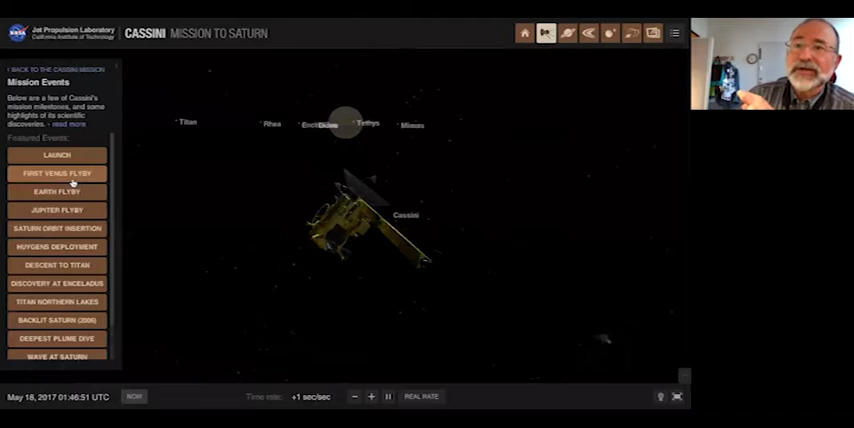 NASA
Jet Propulsion Laboratory
California Institute of Technology
CASSINI MISSION TO SATURN
‹ BACK TO THE CASSINI MISSION
Mission Events
Below are a few of Cassini's
mission milestones, and some
highlights of its scientific
discoveries. - read more
Featured Events:
LAUNCH
FIRST VENUS FLYBY
EARTH FLYBY
JUPITER FLYBY
SATURN ORBIT INSERTION
HUYGENS DEPLOYMENT
DESCENT TO TITAN
DISCOVERY AT ENCELADUS
TITAN NORTHERN LAKES
BACKLIT SATURN (2006)
DEEPEST PLUME DIVE
WAVE AT SATURN
Titan
Rhea
Tethys
Mimas
Cassini
May 18, 2017 01:46:51 UTC
NOW
Time rate: +1 sec/sec
REAL RATE